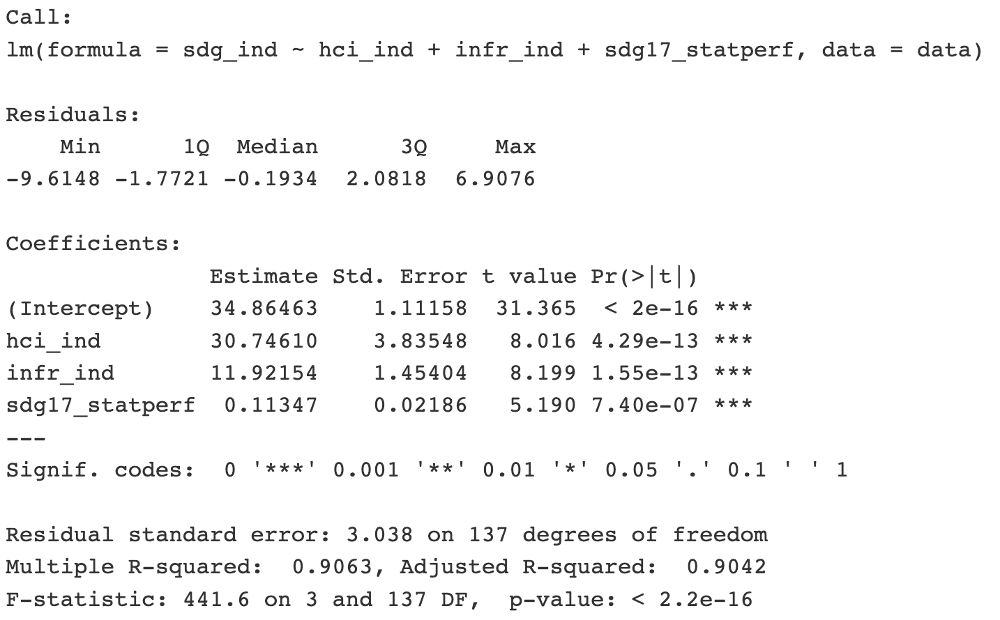 Call:
lm(formula = sdg_ind ~ hci_ind + infr_ind + sdg17_statperf, data = data)
Residuals:
Min 1Q Median 3Q Max
-9.6148 -1.7721 -0.1934 2.0818 6.9076
Coefficients:
Estimate Std. Error t value Pr(>|t|)
(Intercept) 34.86463 1.11158 31.365 < 2e-16 ***
hci_ind 30.74610 3.83548 8.016 4.29e-13 ***
infr_ind 11.92154 1.45404 8.199 1.55e-13 ***
sdg17_statperf 0.11347 0.02186 5.190 7.40e-07 ***
---
Signif. codes: 0 '***' 0.001 '**' 0.01 '*' 0.05 '.' 0.1 ' ' 1
Residual standard error: 3.038 on 137 degrees of freedom
Multiple R-squared: 0.9063, Adjusted R-squared: 0.9042
F-statistic: 441.6 on 3 and 137 DF, p-value: < 2.2e-16